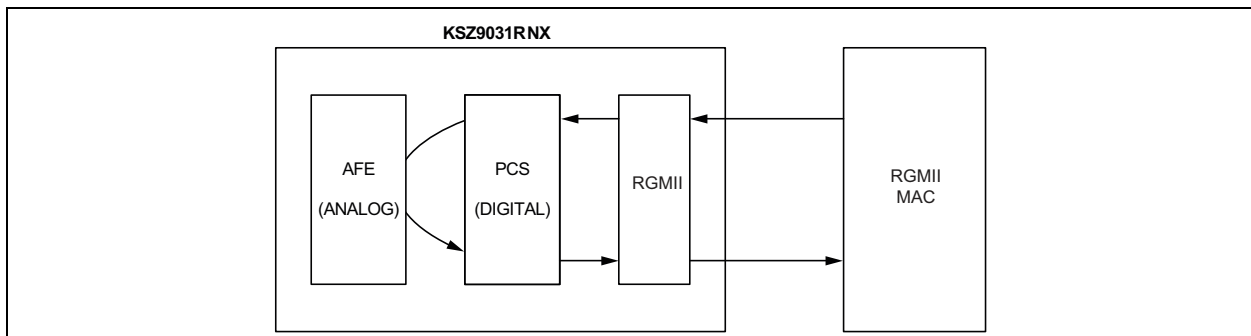 KSZ9031RNX
AFE
(ANALOG)
PCS
(DIGITAL)
RGMII
RGMII
MAC